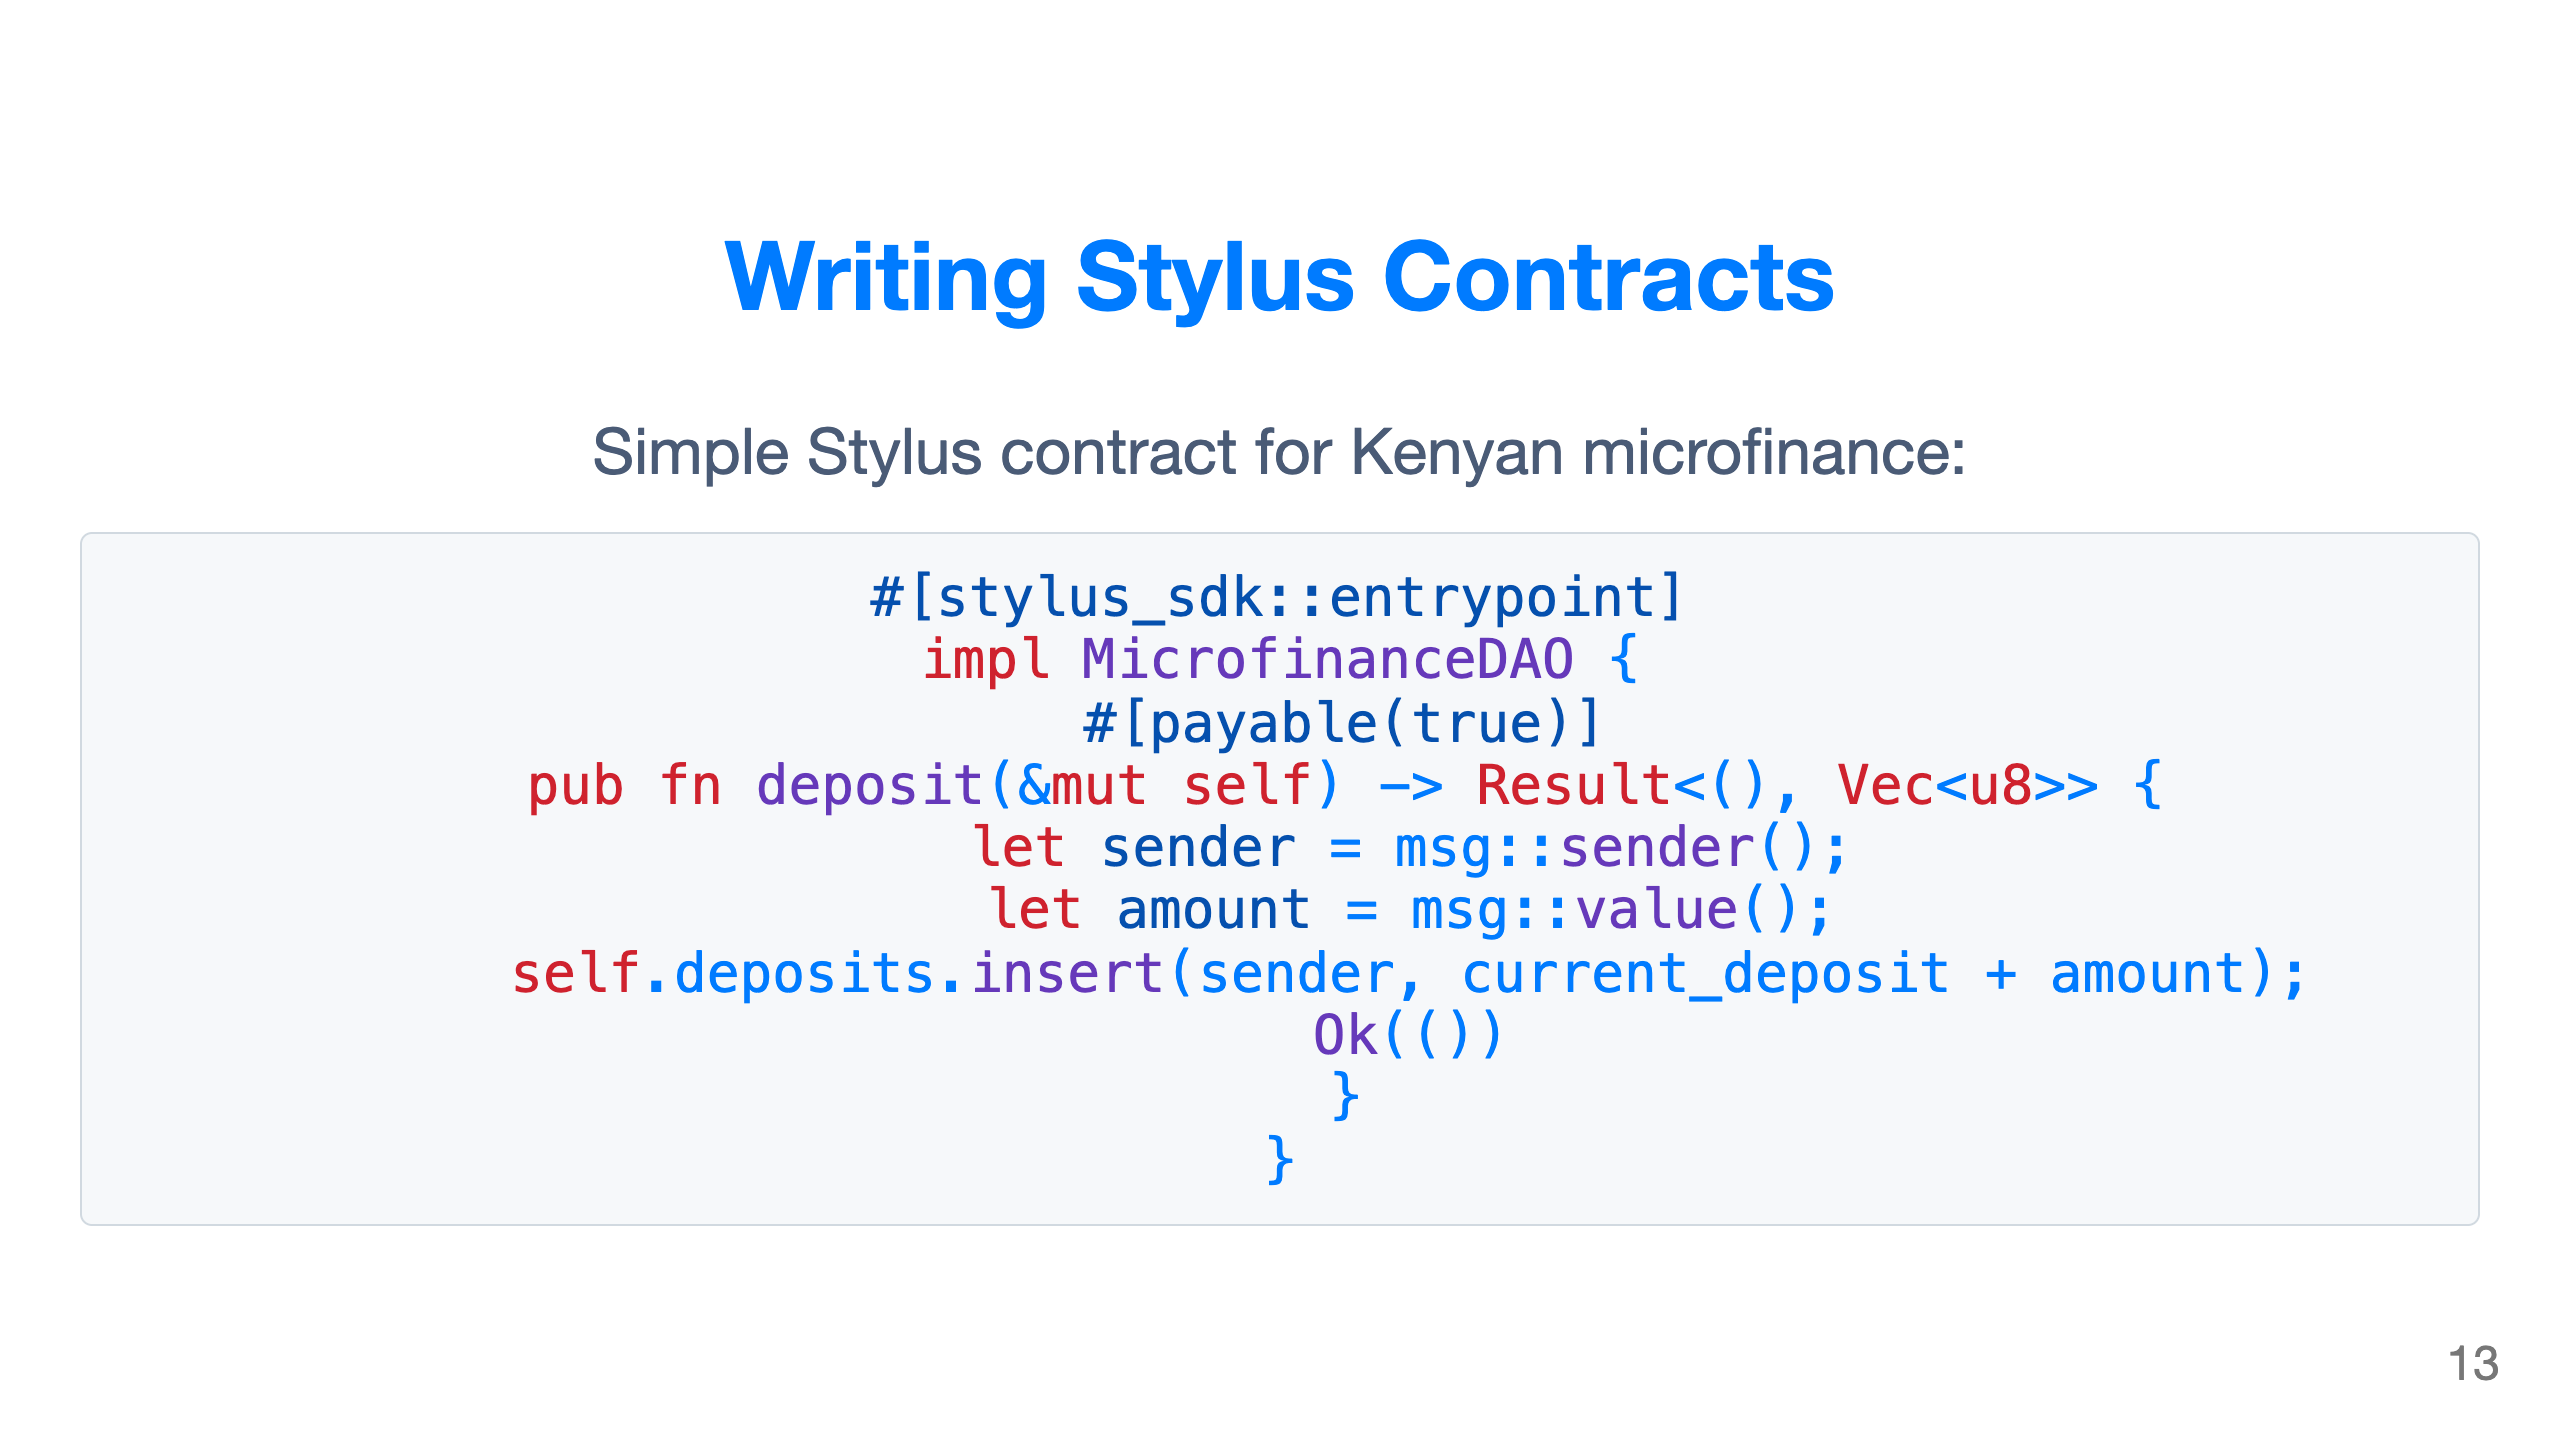 Writing Stylus Contracts
Simple Stylus contract for Kenyan microfinance:
#[stylus_sdk::entrypoint]
impl MicrofinanceDAO {
#[payable(true)]
pub fn deposit(&mut self) -> Result<(), Vec<u8>> {
let sender = msg::sender();
let amount = msg::value();
self.deposits.insert(sender, current_deposit + amount);
Ok(())
}
}
13